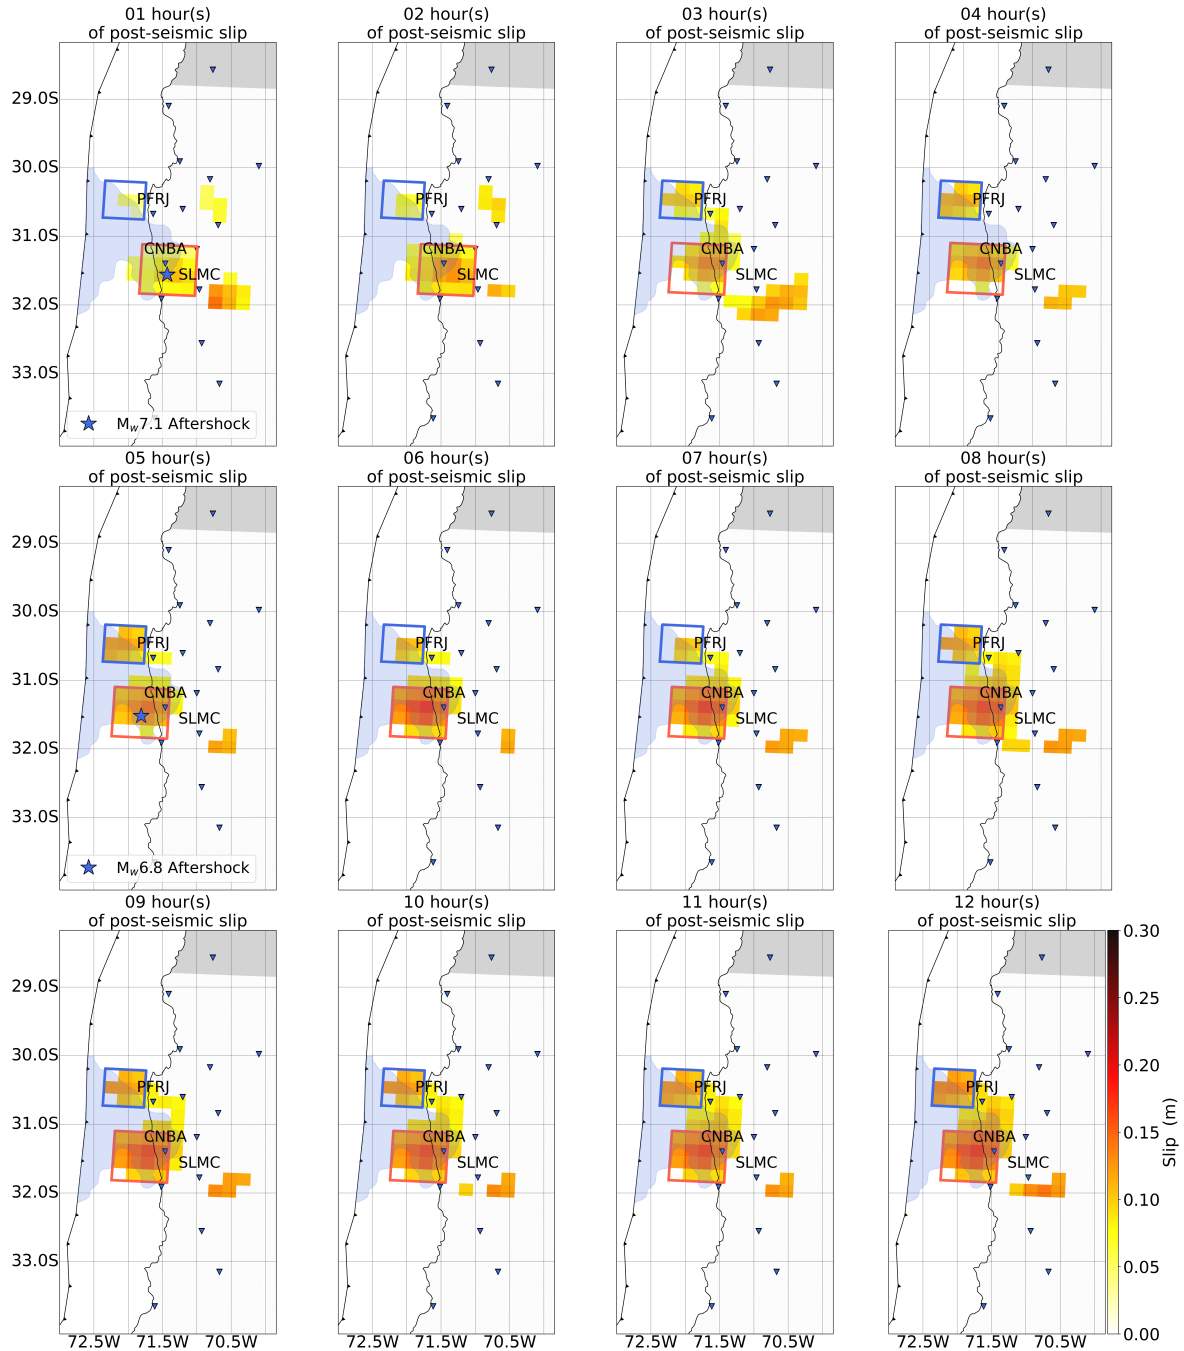 01 hour(s)
of post-seismic slip
02 hour(s)
of post-seismic slip
03 hour(s)
of post-seismic slip
04 hour(s)
of post-seismic slip
29.0S
30.0S
31.0S
32.0S
33.0S
PFRJ
CNBA
SLMC
Mw7.1 Aftershock
PFRJ
CNBA
SLMC
PFRJ
CNBA
SLMC
PFRJ
CNBA
SLMC
05 hour(s)
of post-seismic slip
06 hour(s)
of post-seismic slip
07 hour(s)
of post-seismic slip
08 hour(s)
of post-seismic slip
29.0S
30.0S
31.0S
32.0S
33.0S
PFRJ
CNBA
SLMC
Mw6.8 Aftershock
PFRJ
CNBA
SLMC
PFRJ
CNBA
SLMC
PFRJ
CNBA
SLMC
09 hour(s)
of post-seismic slip
10 hour(s)
of post-seismic slip
11 hour(s)
of post-seismic slip
12 hour(s)
of post-seismic slip
29.0S
30.0S
31.0S
32.0S
33.0S
PFRJ
CNBA
SLMC
PFRJ
CNBA
SLMC
PFRJ
CNBA
SLMC
PFRJ
CNBA
SLMC
72.5W 71.5W 70.5W
72.5W 71.5W 70.5W
72.5W 71.5W 70.5W
72.5W 71.5W 70.5W
0.30
0.25
0.20
0.15
0.10
0.05
0.00
Slip (m)